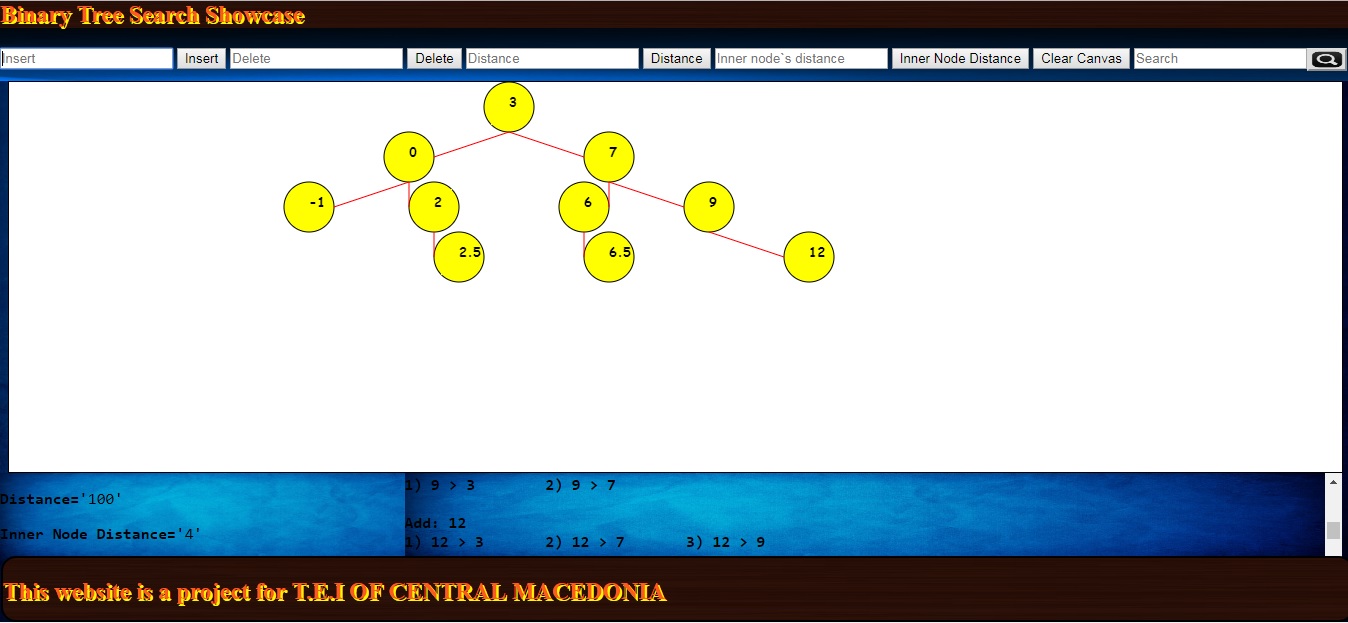 Binary Tree Search Showcase
Insert Insert Delete Delete Distance Distance Inner node`s distance Inner Node Distance Clear Canvas Search
3
0 7
-1 2 6 9
2.5 6.5 12
1) 9 > 3 2) 9 > 7
Distance='100'
Add: 12
Inner Node Distance='4'
1) 12 > 3 2) 12 > 7 3) 12 > 9
This website is a project for T.E.I OF CENTRAL MACEDONIA